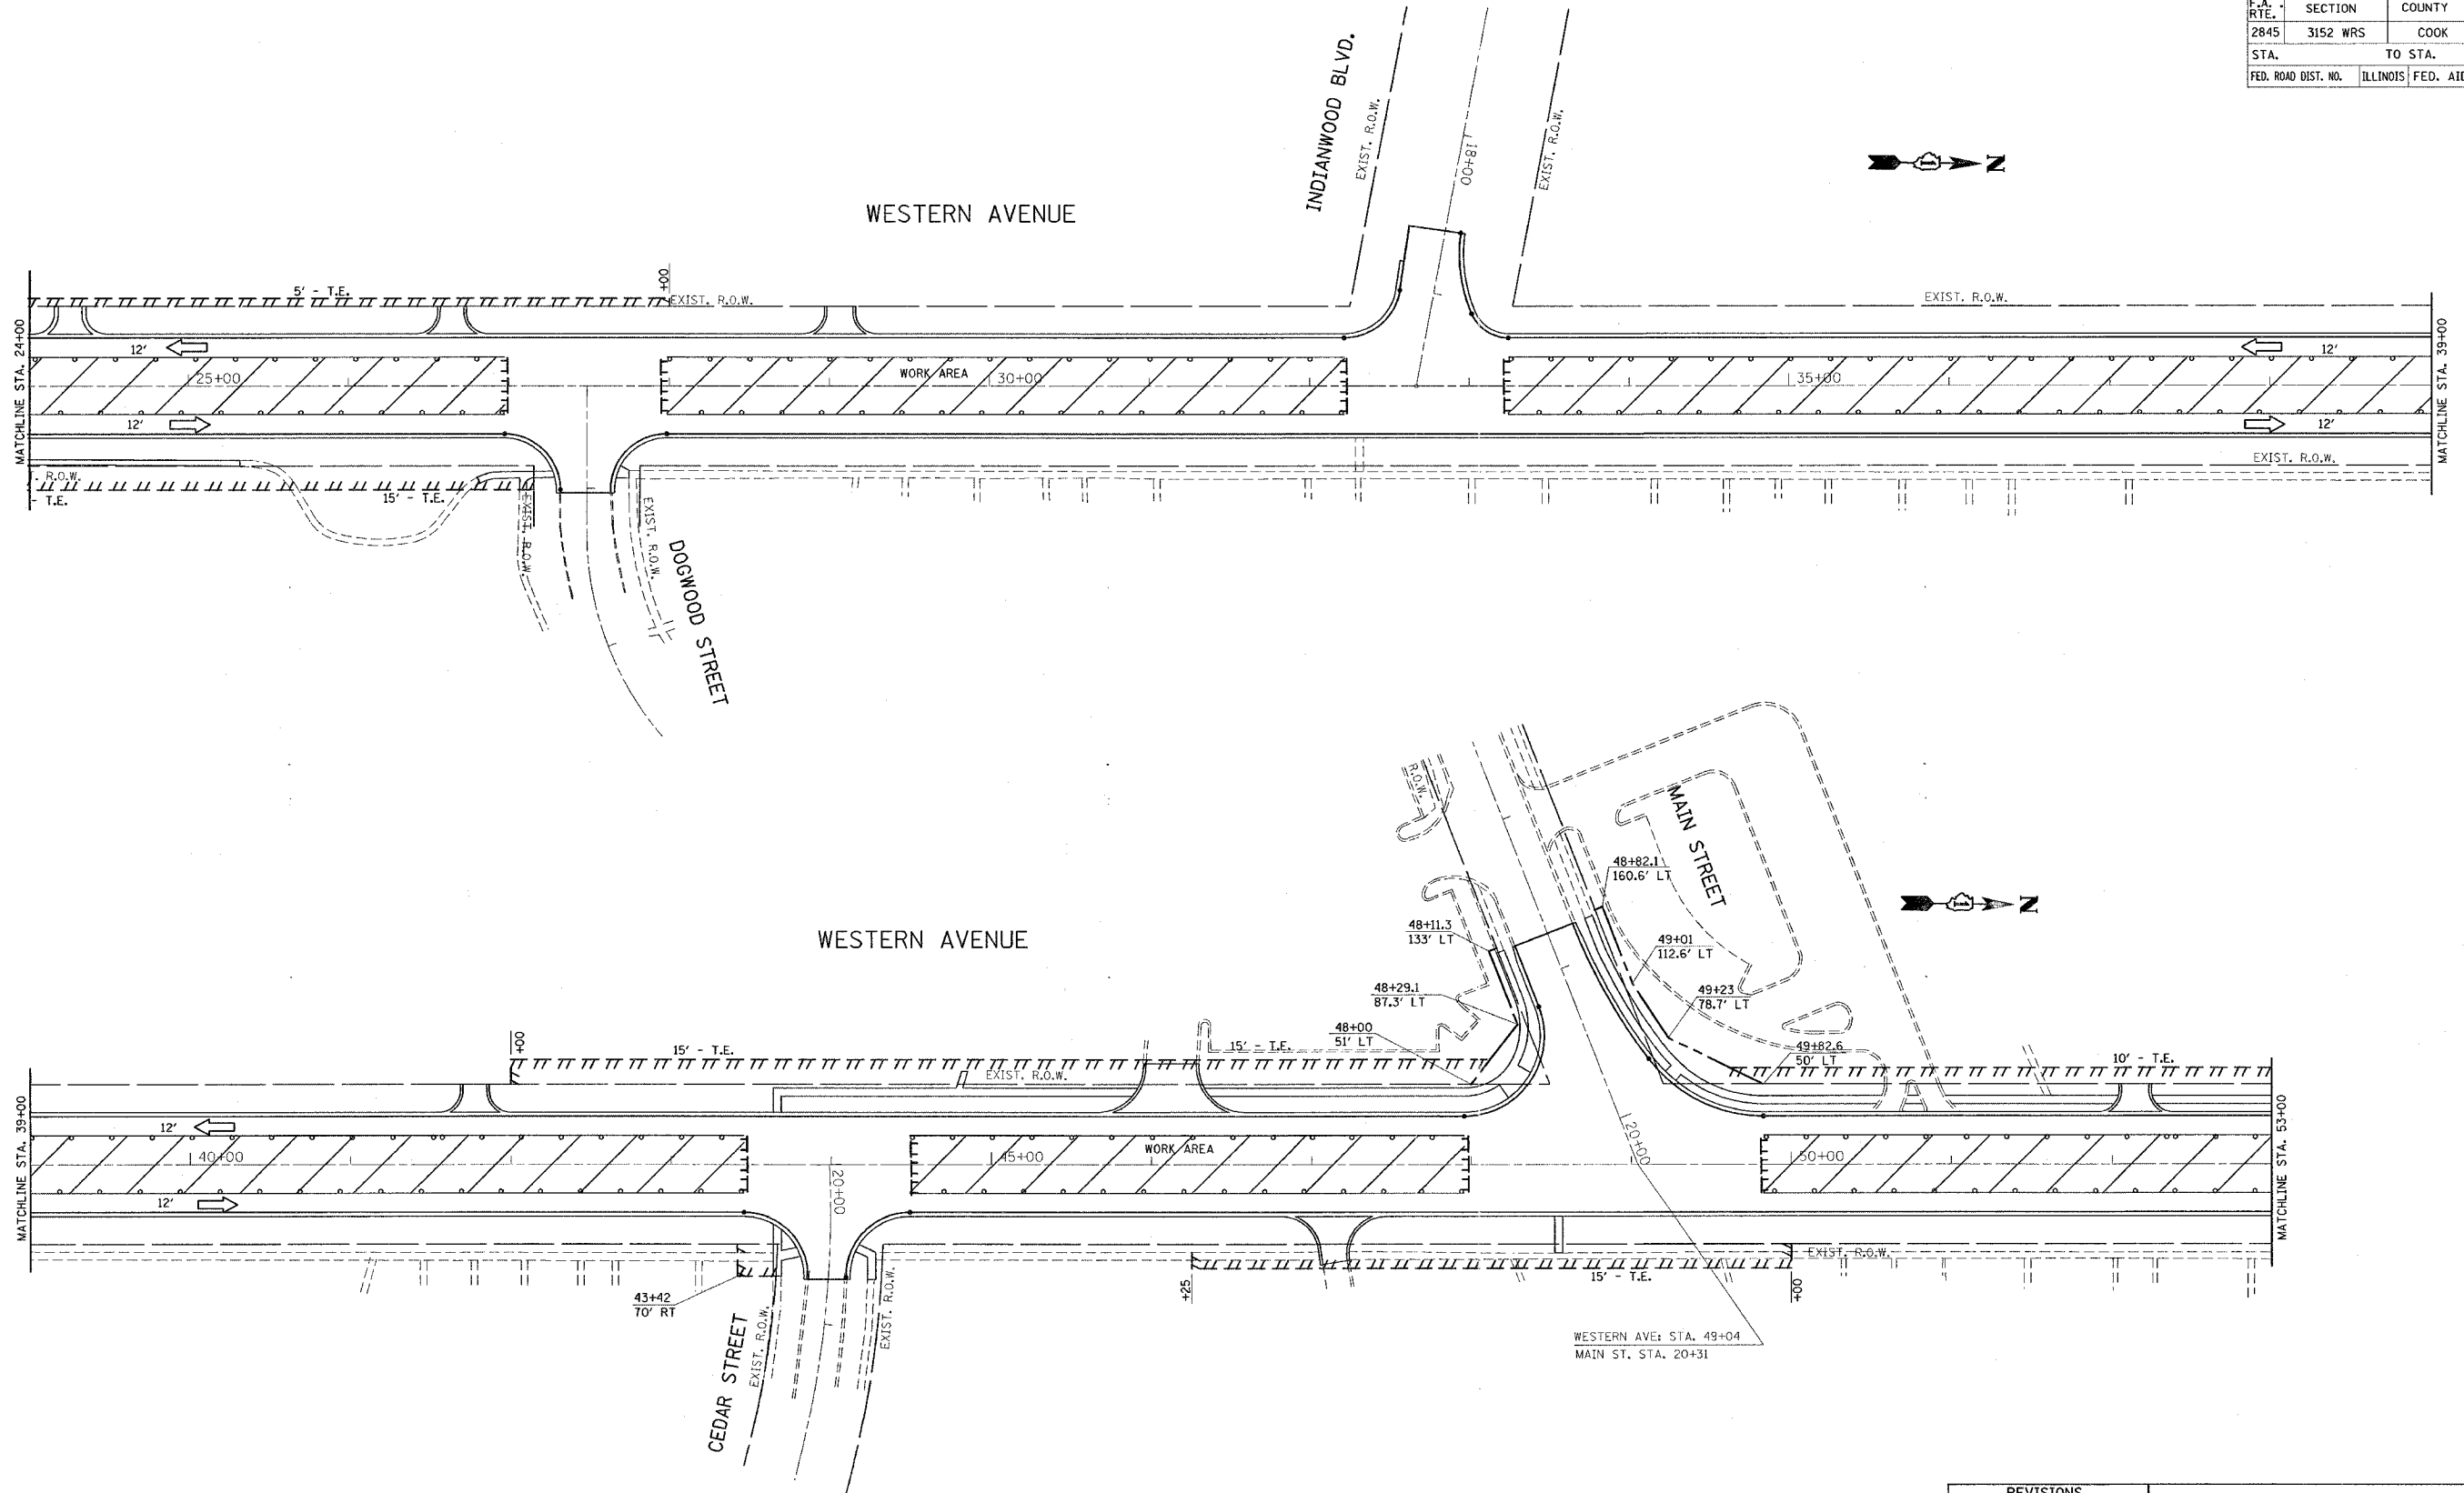 F.A. RTE.
SECTION
COUNTY
2845
3152 WRS
COOK
STA.
TO STA.
FED. ROAD DIST. NO.
ILLINOIS
FED. AID
INDIANWOOD BLVD.
EXIST. R.O.W.
18+00
EXIST. R.O.W.
N
WESTERN AVENUE
5' - T.E.
+00
EXIST. R.O.W.
EXIST. R.O.W.
MATCHLINE STA. 24+00
12'
12'
MATCHLINE STA. 39+00
25+00
WORK AREA
30+00
35+00
12'
12'
R.O.W.
EXIST. R.O.W.
- T.E.
15' - T.E.
EXIST. R.O.W.
EXIST. R.O.W.
DOGWOOD STREET
R.O.W.
MAIN STREET
48+82.1
160.6' LT
N
WESTERN AVENUE
48+11.3
133' LT
49+01
112.6' LT
48+29.1
87.3' LT
49+23
78.7' LT
48+00
51' LT
49+82.6
50' LT
+00
15' - T.E.
15' - T.E.
10' - T.E.
EXIST. R.O.W.
MATCHLINE STA. 39+00
12'
MATCHLINE STA. 53+00
40+00
20+00
45+00
WORK AREA
20+00
50+00
12'
EXIST. R.O.W.
43+42
70' RT
+25
15' - T.E.
+00
CEDAR STREET
EXIST. R.O.W.
EXIST. R.O.W.
WESTERN AVE: STA. 49+04
MAIN ST. STA. 20+31
REVISIONS